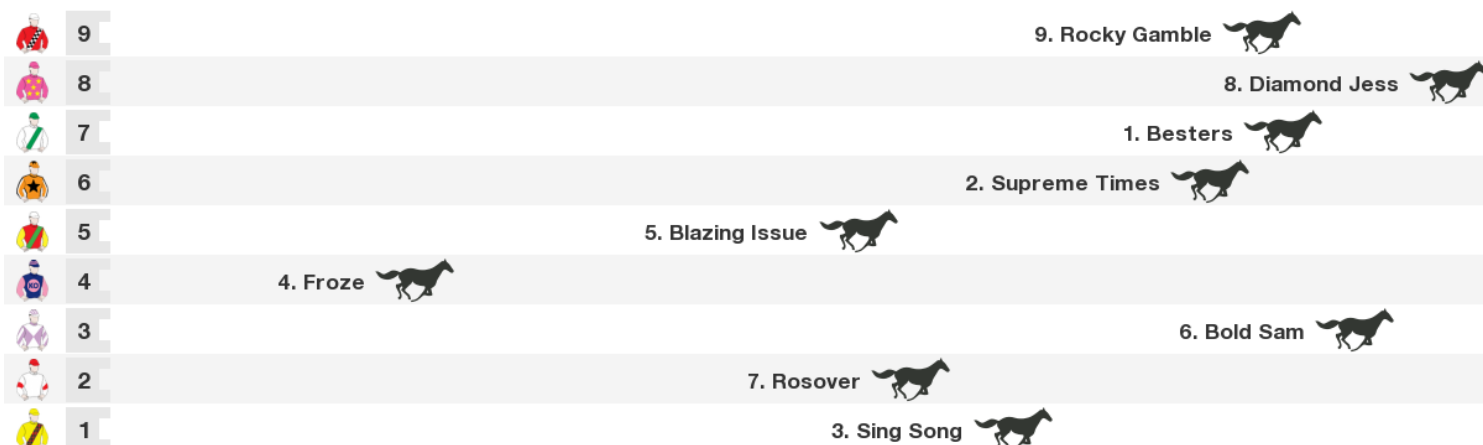 9 9. Rocky Gamble
8 8. Diamond Jess
7 1. Besters
6 2. Supreme Times
5 5. Blazing Issue
KO 4 4. Froze
3 6. Bold Sam
2 7. Rosover
1 3. Sing Song